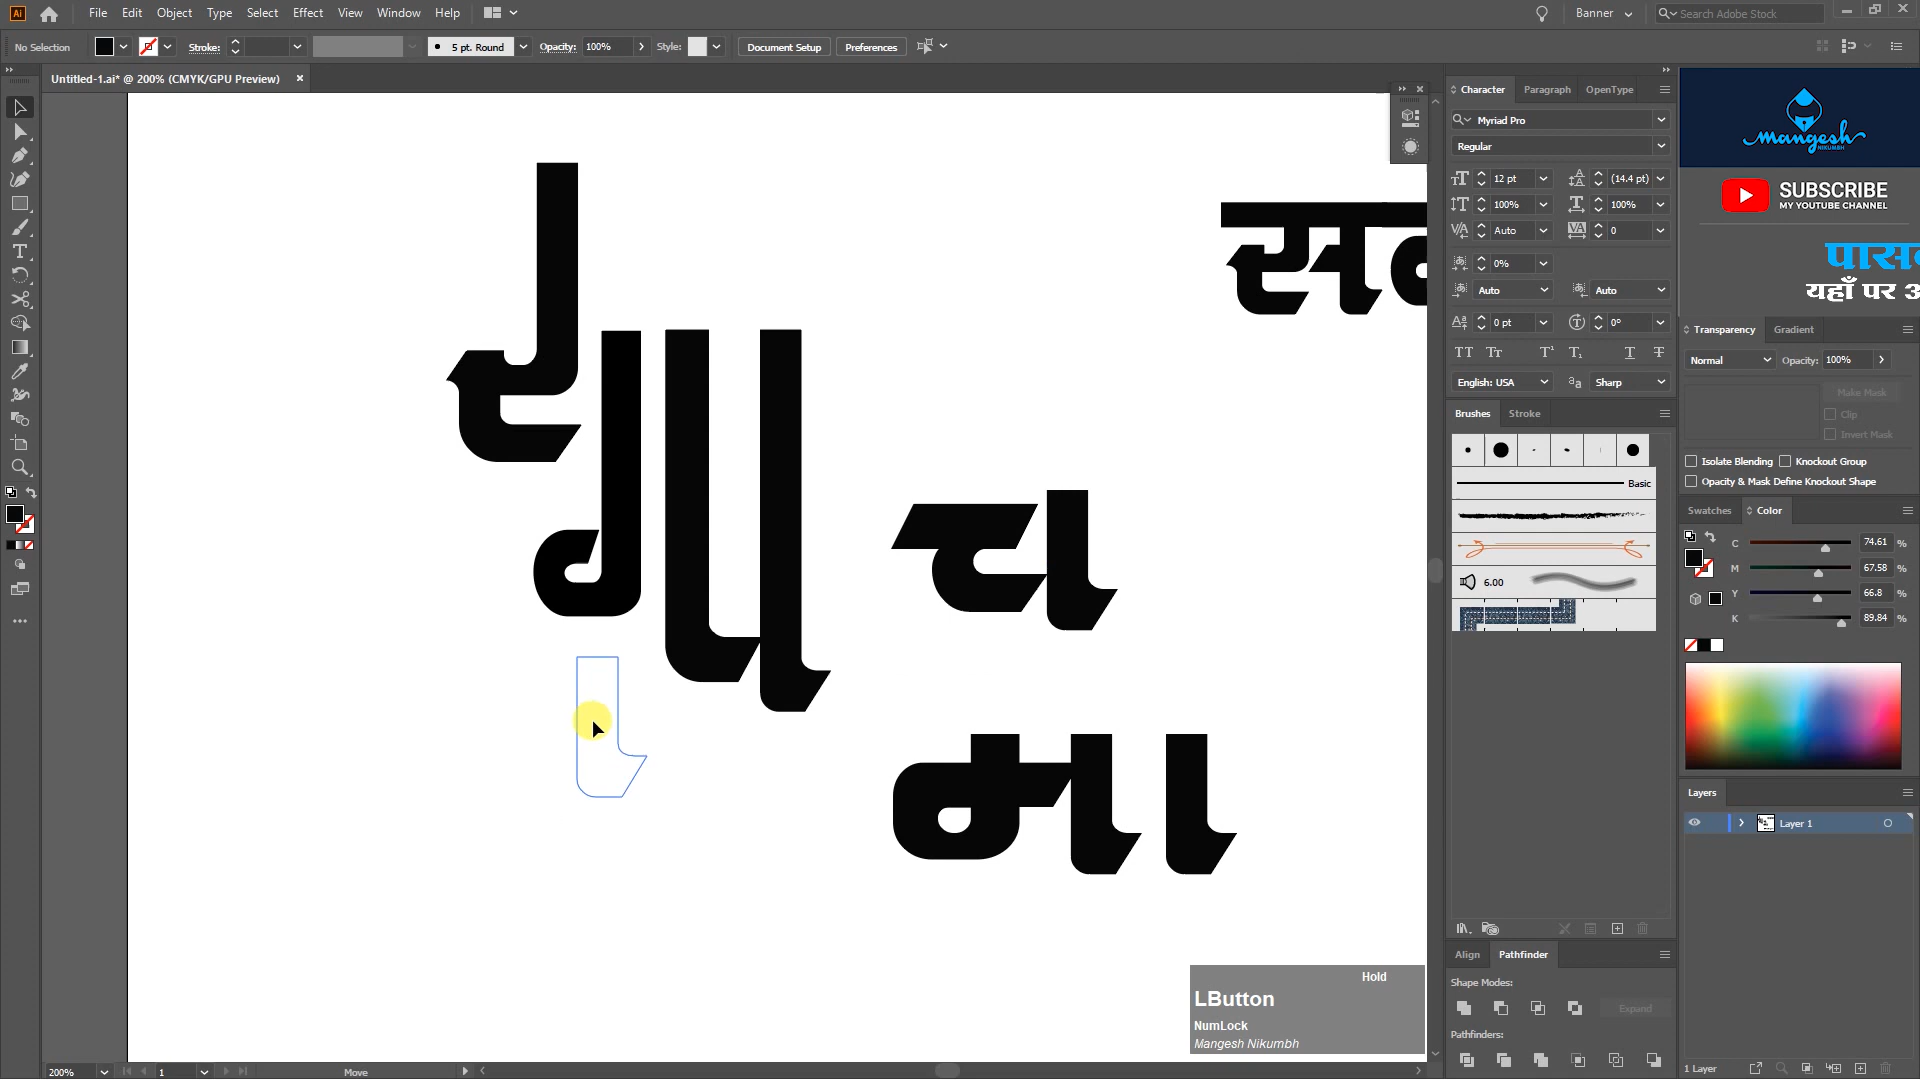 Ai File Edit Object Type Select Effect View Window Help Banner Search Adobe Stock
No Selection Stroke: 5 pt. Round Opacity: 100% Style: Document Setup Preferences
Untitled-1.ai* @ 200% (CMYK/GPU Preview)
Character Paragraph OpenType
Myriad Pro
Regular
12 pt (14.4 pt)
100% 100%
Auto 0
0%
Auto Auto
0 pt 0°
English: USA Sharp
Brushes Stroke
Basic
6.00
Align Pathfinder
Shape Modes:
Expand
Pathfinders:
mangesh
NIKUMBH
SUBSCRIBE
MY YOUTUBE CHANNEL
यहाँ पर
Transparency Gradient
Normal Opacity: 100%
Make Mask
Clip
Invert Mask
Isolate Blending Knockout Group
Opacity & Mask Define Knockout Shape
Swatches Color
C 74.61 %
M 67.58 %
Y 66.8 %
K 89.84 %
Layers
Layer 1
1 Layer
च
Hold
LButton
NumLock
Mangesh Nikumbh
200% 1 Move